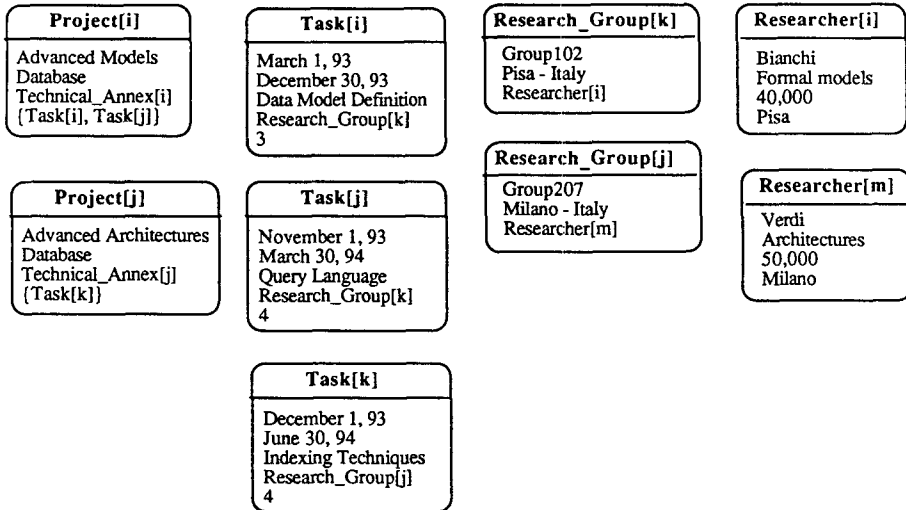 Project[i]
Advanced Models
Database
Technical_Annex[i]
{Task[i], Task[j]}
Task[i]
March 1, 93
December 30, 93
Data Model Definition
Research_Group[k]
3
Research_Group[k]
Group102
Pisa - Italy
Researcher[i]
Researcher[i]
Bianchi
Formal models
40,000
Pisa
Project[j]
Advanced Architectures
Database
Technical_Annex[j]
{Task[k]}
Task[j]
November 1, 93
March 30, 94
Query Language
Research_Group[k]
4
Research_Group[j]
Group207
Milano - Italy
Researcher[m]
Researcher[m]
Verdi
Architectures
50,000
Milano
Task[k]
December 1, 93
June 30, 94
Indexing Techniques
Research_Group[j]
4